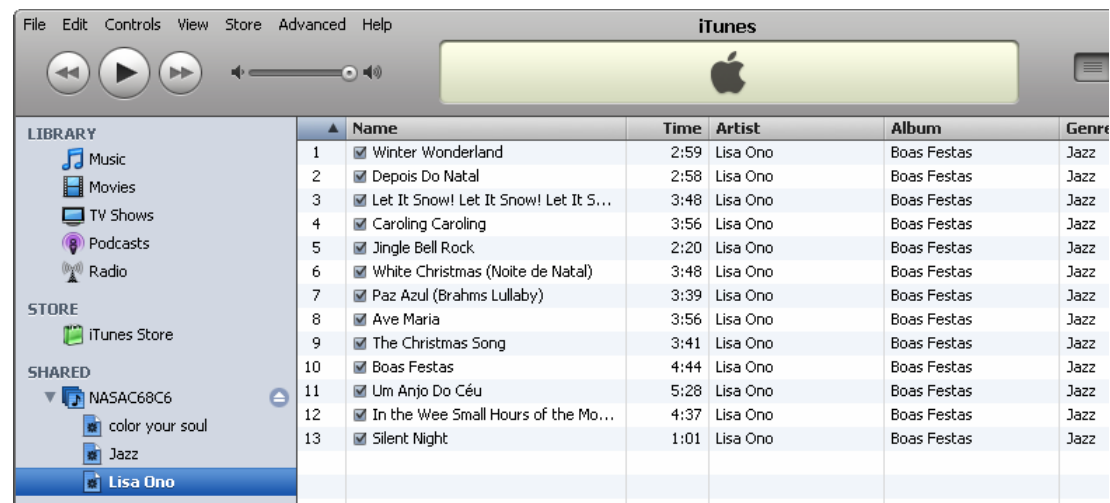 File Edit Controls View Store Advanced Help
iTunes
LIBRARY
Music
Movies
TV Shows
Podcasts
Radio
STORE
iTunes Store
SHARED
NASAC68C6
color your soul
Jazz
Lisa Ono
Name Time Artist Album Genre
1 Winter Wonderland 2:59 Lisa Ono Boas Festas Jazz
2 Depois Do Natal 2:58 Lisa Ono Boas Festas Jazz
3 Let It Snow! Let It Snow! Let It S... 3:48 Lisa Ono Boas Festas Jazz
4 Caroling Caroling 3:56 Lisa Ono Boas Festas Jazz
5 Jingle Bell Rock 2:20 Lisa Ono Boas Festas Jazz
6 White Christmas (Noite de Natal) 3:48 Lisa Ono Boas Festas Jazz
7 Paz Azul (Brahms Lullaby) 3:39 Lisa Ono Boas Festas Jazz
8 Ave Maria 3:56 Lisa Ono Boas Festas Jazz
9 The Christmas Song 3:41 Lisa Ono Boas Festas Jazz
10 Boas Festas 4:44 Lisa Ono Boas Festas Jazz
11 Um Anjo Do Céu 5:28 Lisa Ono Boas Festas Jazz
12 In the Wee Small Hours of the Mo... 4:37 Lisa Ono Boas Festas Jazz
13 Silent Night 1:01 Lisa Ono Boas Festas Jazz